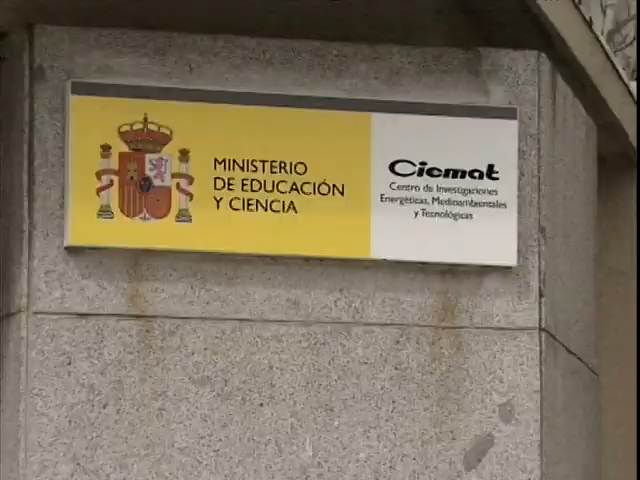 MINISTERIO
DE EDUCACIÓN
Y CIENCIA
Ciemat
Centro de Investigaciones
Energéticas, Medioambientales
y Tecnológicas